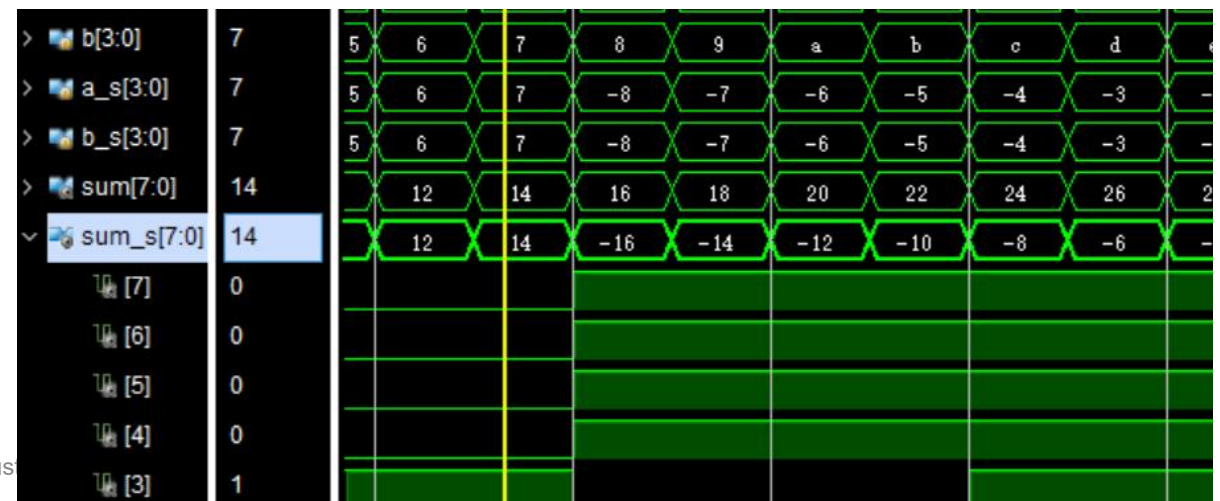 b[3:0] 7 5 6 7 8 9 a b c d
a_s[3:0] 7 5 6 7 -8 -7 -6 -5 -4 -3 -
b_s[3:0] 7 5 6 7 -8 -7 -6 -5 -4 -3 -
sum[7:0] 14 12 14 16 18 20 22 24 26 2
sum_s[7:0] 14 12 14 -16 -14 -12 -10 -8 -6 -
[7] 0
[6] 0
[5] 0
[4] 0
[3] 1